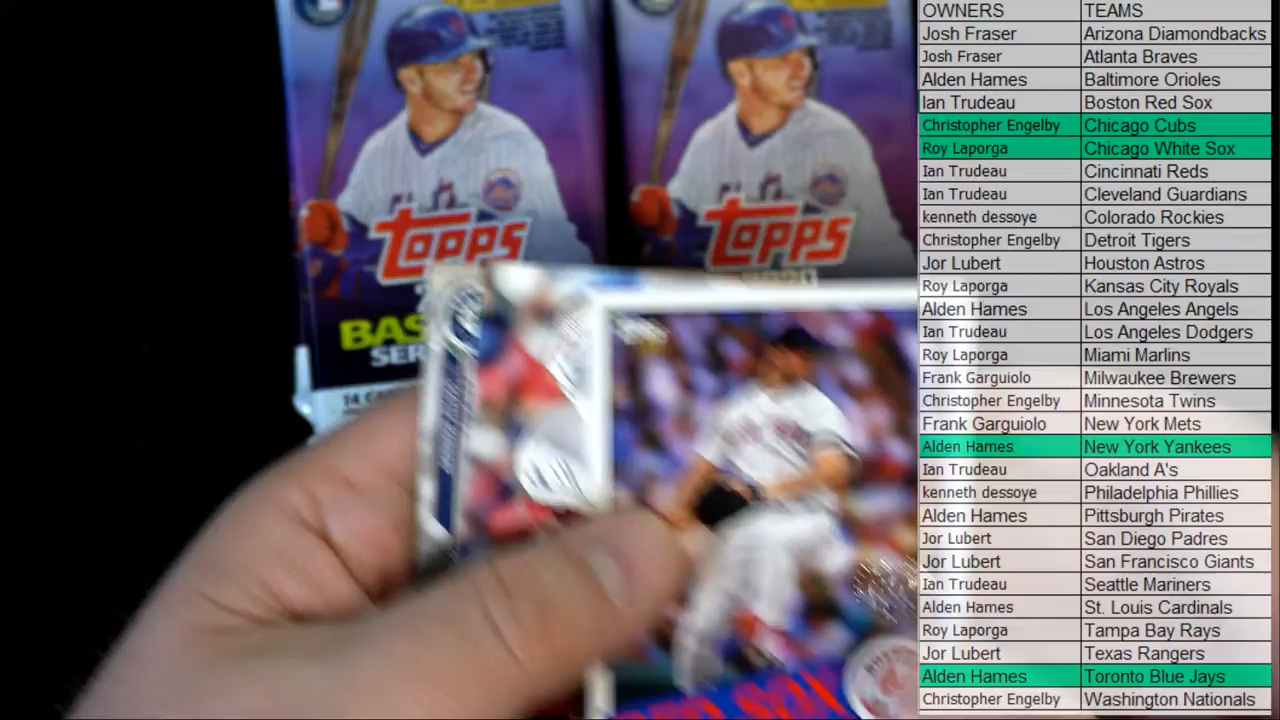 OWNERS TEAMS
Josh Fraser Arizona Diamondbacks
Josh Fraser Atlanta Braves
Alden Hames Baltimore Orioles
Ian Trudeau Boston Red Sox
Christopher Engelby Chicago Cubs
Roy Laporga Chicago White Sox
Ian Trudeau Cincinnati Reds
Ian Trudeau Cleveland Guardians
kenneth dessoye Colorado Rockies
Christopher Engelby Detroit Tigers
Jor Lubert Houston Astros
Roy Laporga Kansas City Royals
Alden Hames Los Angeles Angels
Ian Trudeau Los Angeles Dodgers
Roy Laporga Miami Marlins
Frank Garguiolo Milwaukee Brewers
Christopher Engelby Minnesota Twins
Frank Garguiolo New York Mets
Alden Hames New York Yankees
Ian Trudeau Oakland A's
kenneth dessoye Philadelphia Phillies
Alden Hames Pittsburgh Pirates
Jor Lubert San Diego Padres
Jor Lubert San Francisco Giants
Ian Trudeau Seattle Mariners
Alden Hames St. Louis Cardinals
Roy Laporga Tampa Bay Rays
Jor Lubert Texas Rangers
Alden Hames Toronto Blue Jays
Christopher Engelby Washington Nationals
Topps
Topps
BAS
SER
14 CA
RED SOX